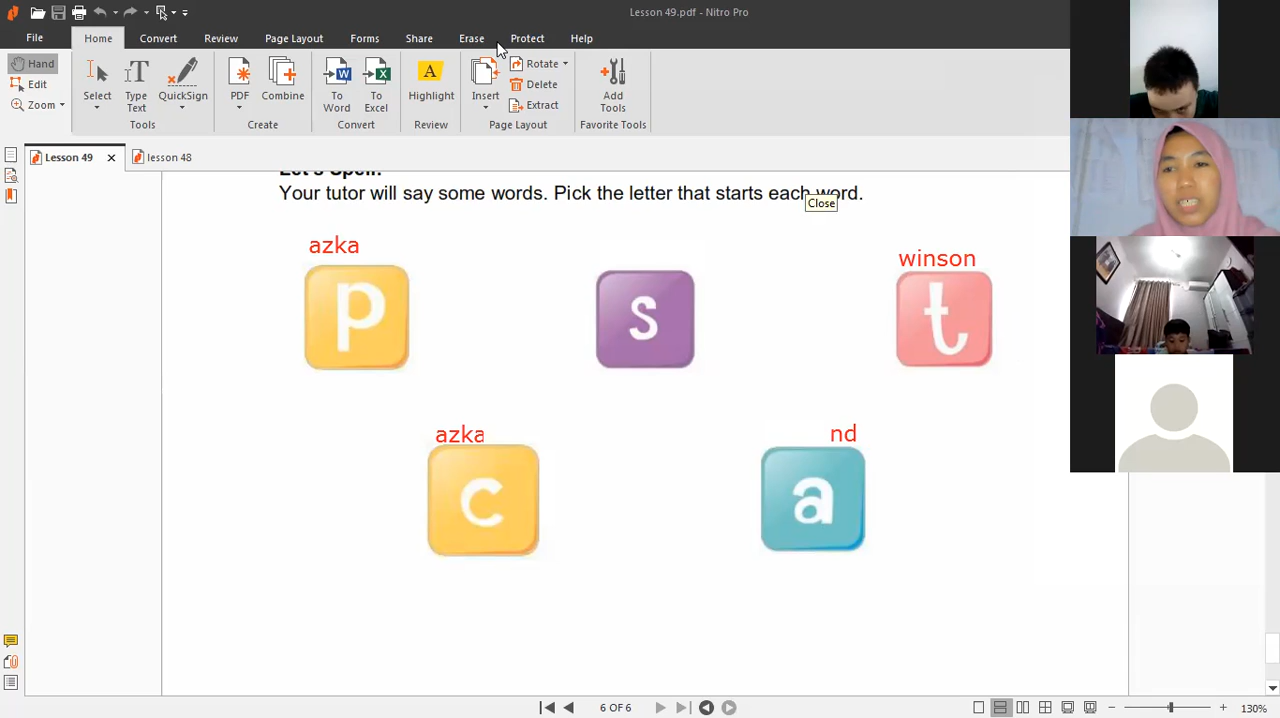 Lesson 49.pdf - Nitro Pro
File Home Convert Review Page Layout Forms Share Erase Protect Help
Hand
Edit
Zoom
Select
Type Text
QuickSign
Tools
PDF
Combine
Create
To Word
To Excel
Convert
Highlight
Review
Insert
Rotate
Delete
Extract
Page Layout
Add Tools
Favorite Tools
Lesson 49
lesson 48
Let's Spell!
Your tutor will say some words. Pick the letter that starts each word.
Close
azka
winson
p
s
t
azka
nd
c
a
6 OF 6
130%